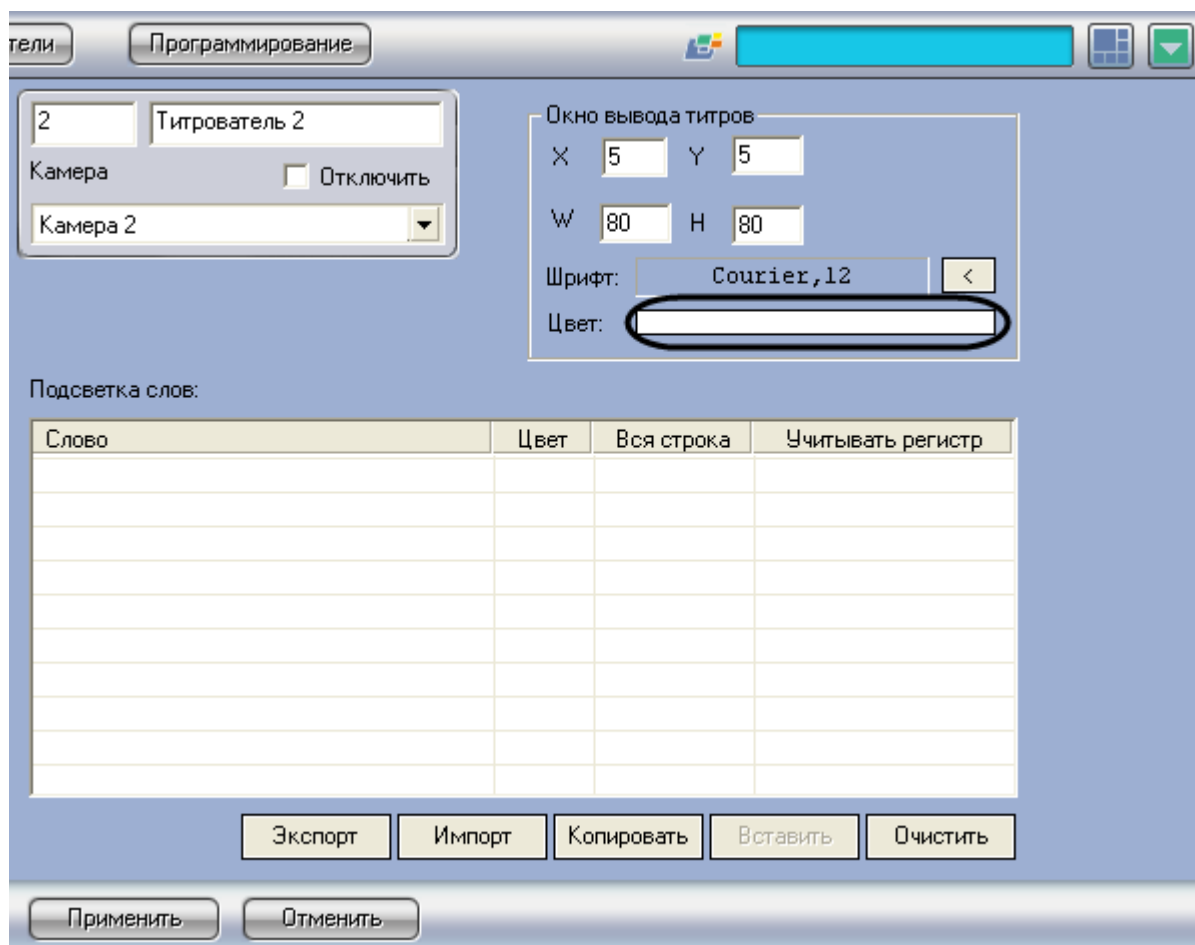 тели Программирование
2 Титрователь 2
Камера Отключить
Камера 2
Окно вывода титров
X 5 Y 5
W 80 H 80
Шрифт: Courier,12 <
Цвет:
Подсветка слов:
Слово Цвет Вся строка Учитывать регистр
Экспорт Импорт Копировать Вставить Очистить
Применить Отменить